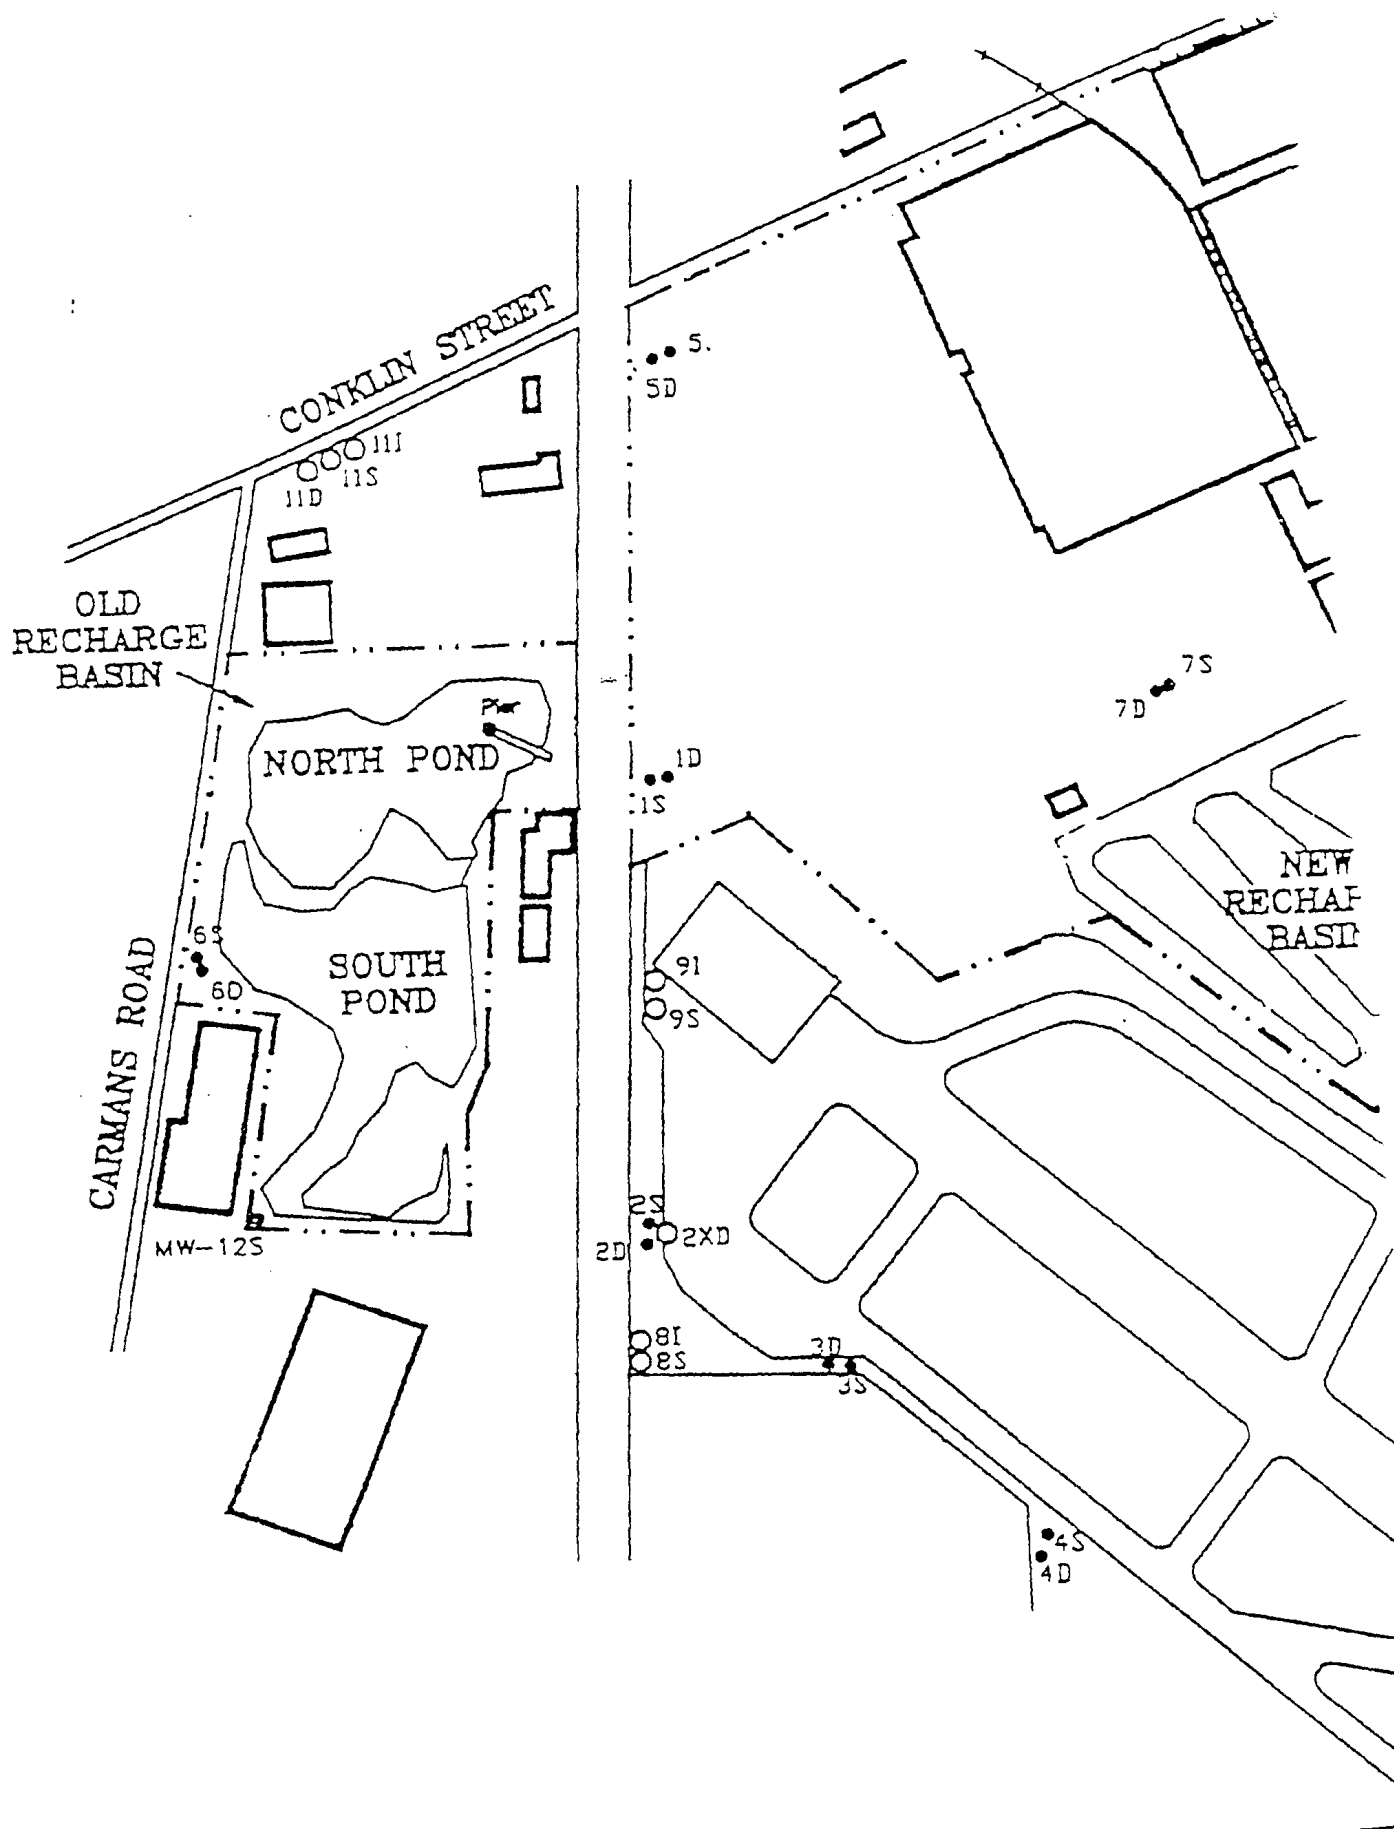 CONKLIN STREET
5.
5D
11I
11S
11D
OLD
RECHARGE
BASIN
7S
7D
Pier
NORTH POND
1D
1S
NEW
RECHAR
BASIN
6S
6D
SOUTH
POND
9I
9S
CARMANS ROAD
2S
2XD
2D
MW-12S
8I
8S
3D
3S
4S
4D